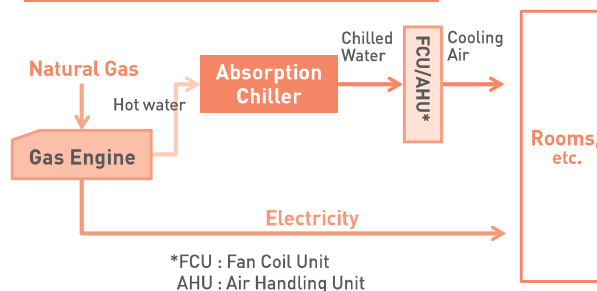 Natural Gas
Hot water
Gas Engine
Absorption
Chiller
Chilled
Water
FCU/AHU*
Cooling
Air
Rooms,
etc.
Electricity
*FCU : Fan Coil Unit
AHU : Air Handling Unit